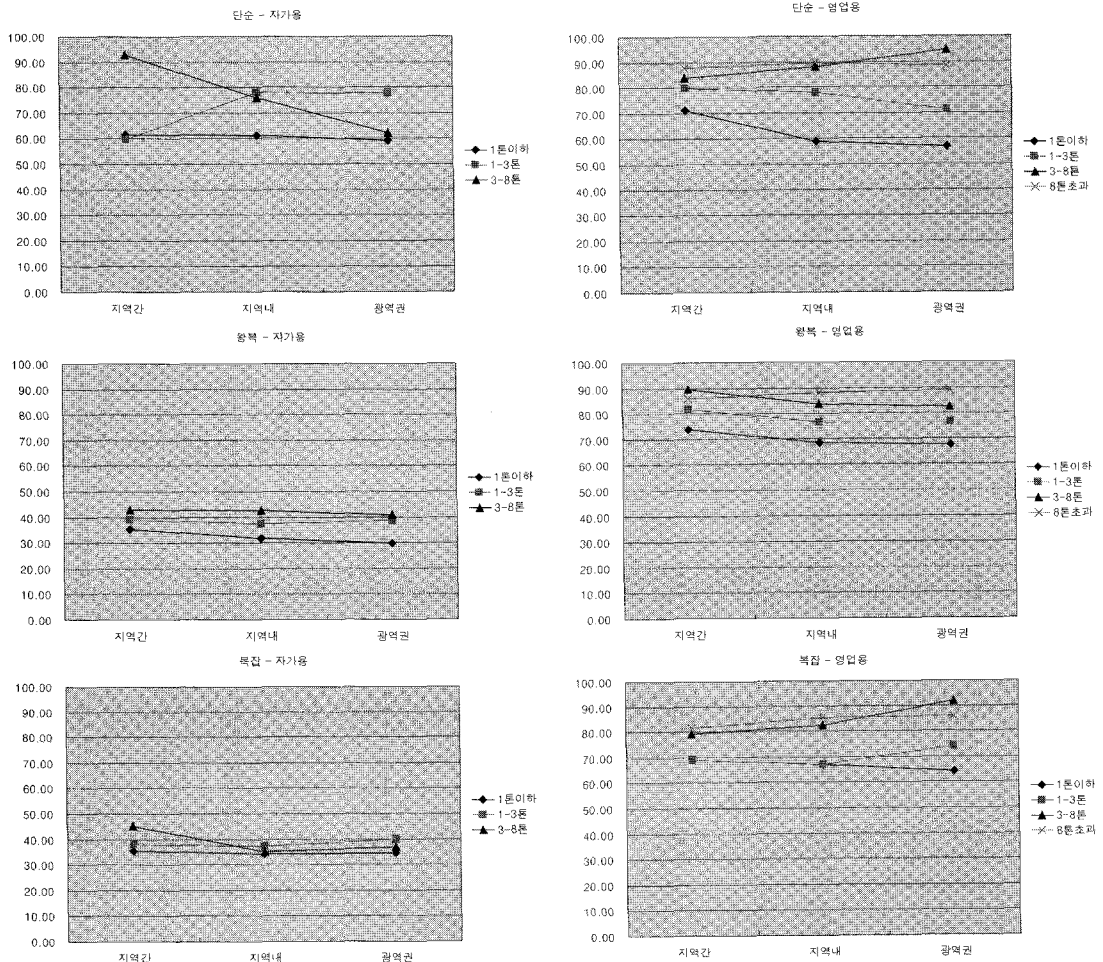 단순 - 자가용
100.00
90.00
80.00
70.00
60.00
50.00
40.00
30.00
20.00
10.00
0.00
지역간 지역내 광역권
1톤이하
1-3톤
3-8톤
단순 - 영업용
100.00
90.00
80.00
70.00
60.00
50.00
40.00
30.00
20.00
10.00
0.00
지역간 지역내 광역권
1톤이하
1-3톤
3-8톤
8톤초과
왕복 - 자가용
100.00
90.00
80.00
70.00
60.00
50.00
40.00
30.00
20.00
10.00
0.00
지역간 지역내 광역권
1톤이하
1-3톤
3-8톤
왕복 - 영업용
100.00
90.00
80.00
70.00
60.00
50.00
40.00
30.00
20.00
10.00
0.00
지역간 지역내 광역권
1톤이하
1-3톤
3-8톤
8톤초과
복잡 - 자가용
100.00
90.00
80.00
70.00
60.00
50.00
40.00
30.00
20.00
10.00
0.00
지역간 지역내 광역권
1톤이하
1-3톤
3-8톤
복잡 - 영업용
100.00
90.00
80.00
70.00
60.00
50.00
40.00
30.00
20.00
10.00
0.00
지역간 지역내 광역권
1톤이하
1-3톤
3-8톤
8톤초과